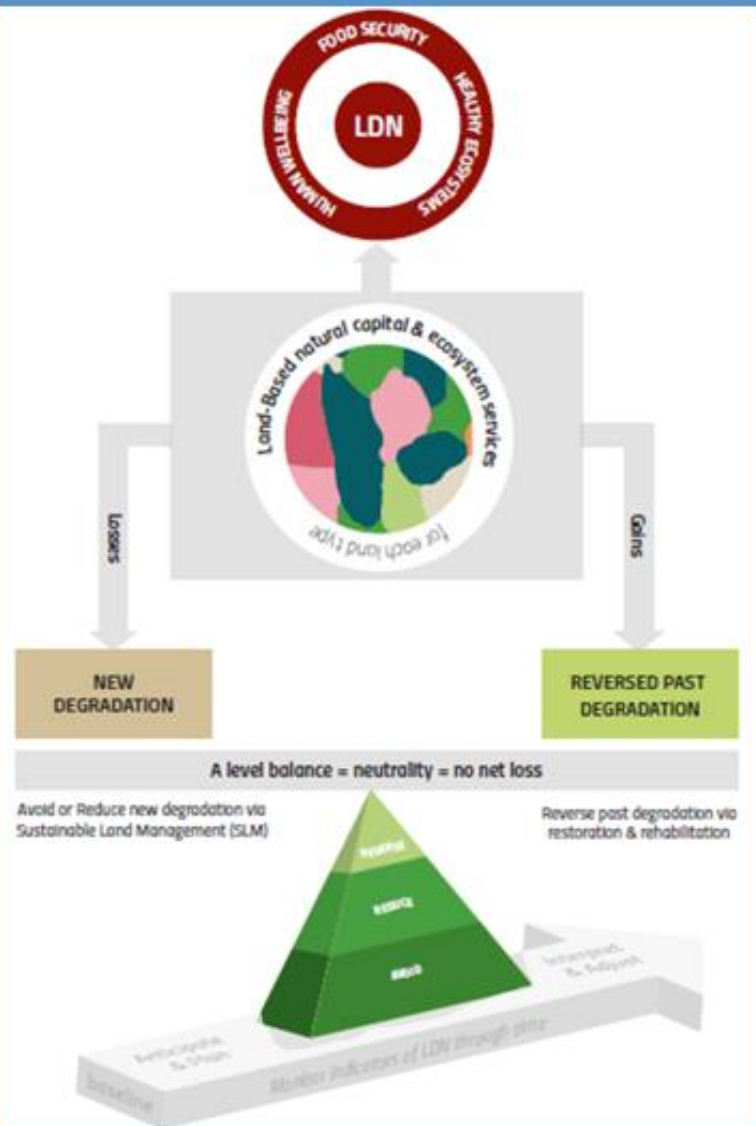 FOOD SECURITY
HUMAN WELLBEING
HEALTHY ECOSYSTEMS
LDN
Land-Based natural capital & ecosystem services
for each land type
Losses
Gains
NEW
DEGRADATION
REVERSED PAST
DEGRADATION
A level balance = neutrality = no net loss
Avoid or Reduce new degradation via
Sustainable Land Management (SLM)
Reverse past degradation via
restoration & rehabilitation
REVERSE
REDUCE
AVOID
Interpret
& Adjust
Anticipate
& Plan
Monitor indicators of LDN through time
baseline